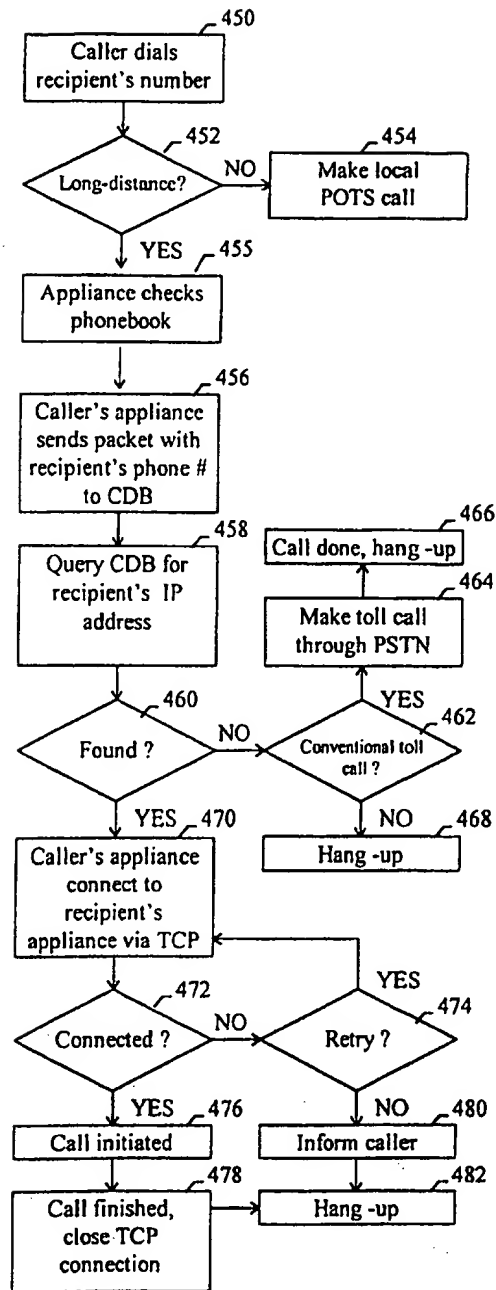 450
Caller dials
recipient's number
452
454
Long-distance?
NO
Make local
POTS call
YES
455
Appliance checks
phonebook
456
Caller's appliance
sends packet with
recipient's phone #
to CDB
458
Query CDB for
recipient's IP
address
466
Call done, hang -up
464
Make toll call
through PSTN
460
Found ?
NO
YES
462
Conventional toll
call ?
YES
470
NO
468
Hang -up
Caller's appliance
connect to
recipient's
appliance via TCP
472
Connected ?
NO
YES
474
Retry ?
YES
476
Call initiated
NO
480
Inform caller
478
Call finished,
close TCP
connection
482
Hang -up